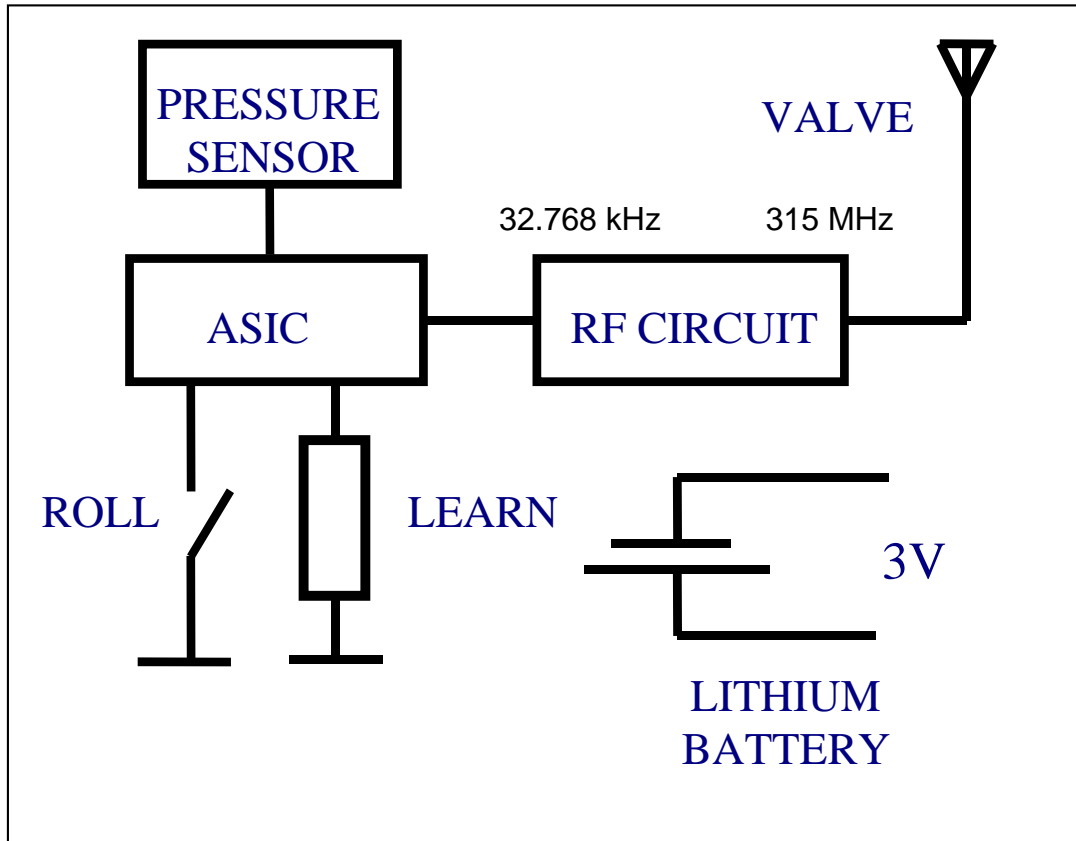 PRESSURE
SENSOR
VALVE
32.768 kHz
315 MHz
ASIC
RF CIRCUIT
ROLL
LEARN
3V
LITHIUM
BATTERY